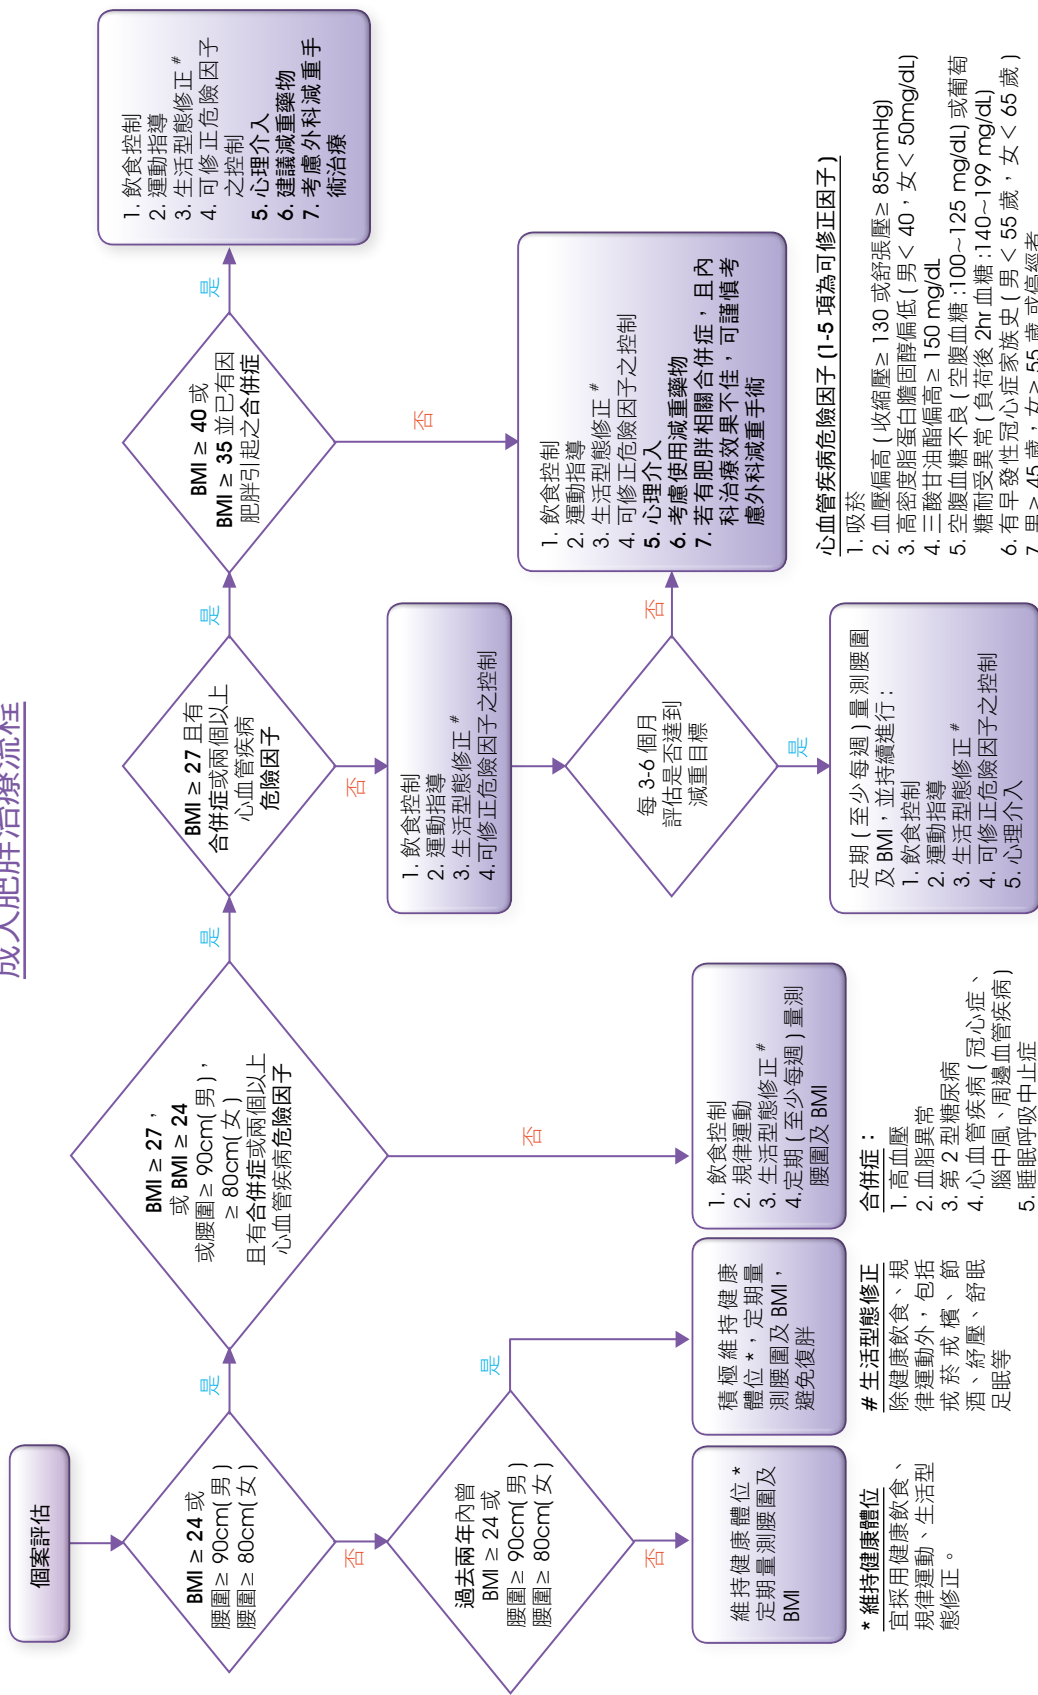 成人肥胖治療流程
個案評估
BMI ≥ 24 或
腰圍≥ 90cm(男)
腰圍≥ 80cm(女)
是
否
過去兩年內曾
BMI ≥ 24 或
腰圍≥ 90cm(男)
腰圍≥ 80cm(女)
是
否
維持健康體位 *
定期量測腰圍及
BMI
積極維持健康
體位 *，定期量
測腰圍及 BMI，
避免復胖
BMI ≥ 27，
或 BMI ≥ 24
或腰圍≥ 90cm(男)，
≥ 80cm(女)
且有合併症或兩個以上
心血管疾病危險因子
是
否
1. 飲食控制
2. 規律運動
3. 生活型態修正 #
4.定期 ( 至少每週 ) 量測
腰圍及 BMI
BMI ≥ 27 且有
合併症或兩個以上
心血管疾病
危險因子
是
否
1. 飲食控制
2. 運動指導
3. 生活型態修正 #
4.可修正危險因子之控制
每 3-6 個月
評估是否達到
減重目標
否
是
定期 ( 至少每週 ) 量測腰圍
及 BMI，並持續進行：
1. 飲食控制
2. 運動指導
3. 生活型態修正 #
4. 可修正危險因子之控制
5. 心理介入
BMI ≥ 40 或
BMI ≥ 35 並已有因
肥胖引起之合併症
是
否
1. 飲食控制
2. 運動指導
3. 生活型態修正 #
4. 可修正危險因子
之控制
5. 心理介入
6. 建議減重藥物
7. 考慮外科減重手
術治療
1. 飲食控制
2. 運動指導
3. 生活型態修正 #
4. 可修正危險因子之控制
5. 心理介入
6. 考慮使用減重藥物
7. 若有肥胖相關合併症，且內
科治療效果不佳，可謹慎考
慮外科減重手術
* 維持健康體位
宜採用健康飲食、
規律運動、生活型
態修正。
# 生活型態修正
除健康飲食、規
律運動外，包括
戒菸戒檳、節
酒、紓壓、舒眠
足眠等
合併症：
1. 高血壓
2. 血脂異常
3. 第 2 型糖尿病
4. 心血管疾病 ( 冠心症、
腦中風、周邊血管疾病 )
5. 睡眠呼吸中止症
心血管疾病危險因子 (1-5 項為可修正因子 )
1. 吸菸
2. 血壓偏高 ( 收縮壓≥ 130 或舒張壓≥ 85mmHg)
3. 高密度脂蛋白膽固醇偏低 ( 男＜ 40，女＜ 50mg/dL)
4. 三酸甘油酯偏高≥ 150 mg/dL
5. 空腹血糖不良 ( 空腹血糖 :100~125 mg/dL) 或葡萄
糖耐受異常 ( 負荷後 2hr 血糖 :140~199 mg/dL)
6. 有早發性冠心症家族史 ( 男＜ 55 歲，女＜ 65 歲 )
7. 男≥ 45 歲，女≥ 55 歲或停經者